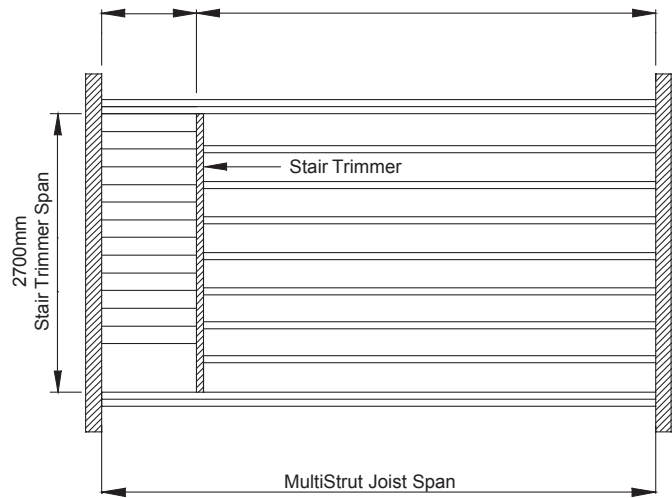 Stair Trimmer
2700mm
Stair Trimmer Span
MultiStrut Joist Span